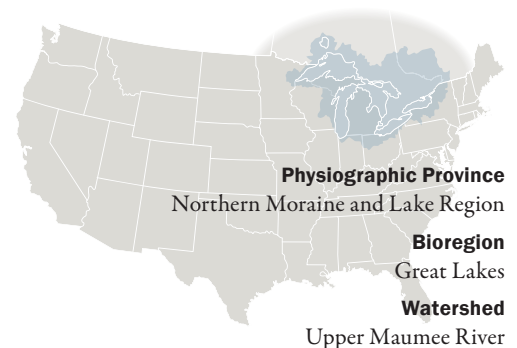 Physiographic Province
Northern Moraine and Lake Region
Bioregion
Great Lakes
Watershed
Upper Maumee River